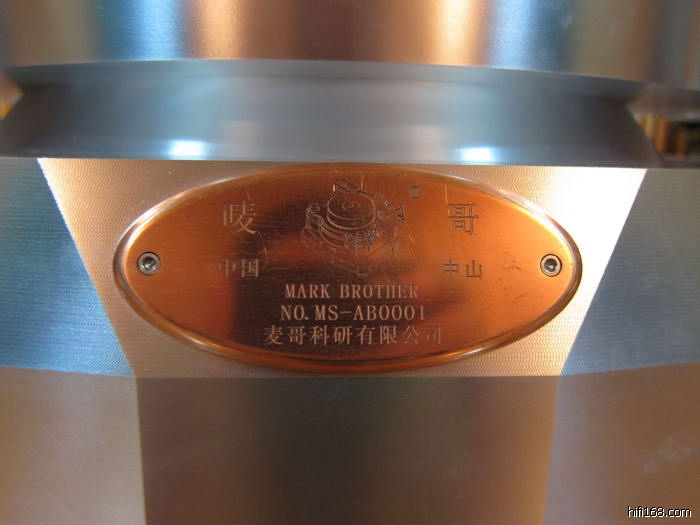 唛 哥 ®
中国 中山
MARK BROTHER
NO.MS-AB0001
麦哥科研有限公司
hifi168.com